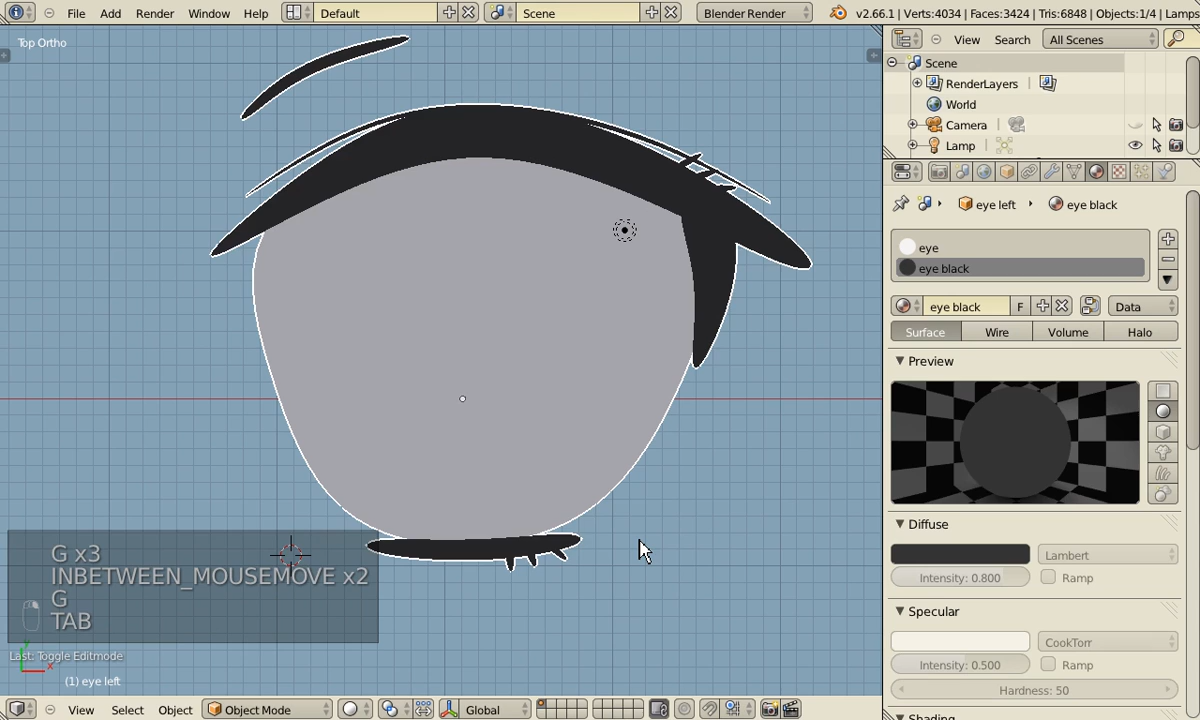 File Add Render Window Help Default Scene Blender Render v2.66.1 | Verts:4034 | Faces:3424 | Tris:6848 | Objects:1/4 | Lamps
Top Ortho
View Search All Scenes
Scene
RenderLayers
World
Camera
Lamp
eye left eye black
eye
eye black
eye black F Data
Surface Wire Volume Halo
Preview
Diffuse
Lambert
Intensity: 0.800 Ramp
Specular
CookTorr
Intensity: 0.500 Ramp
Hardness: 50
Shading
G x3
INBETWEEN_MOUSEMOVE x2
G
TAB
Last: Toggle Editmode
y
x
(1) eye left
View Select Object Object Mode Global